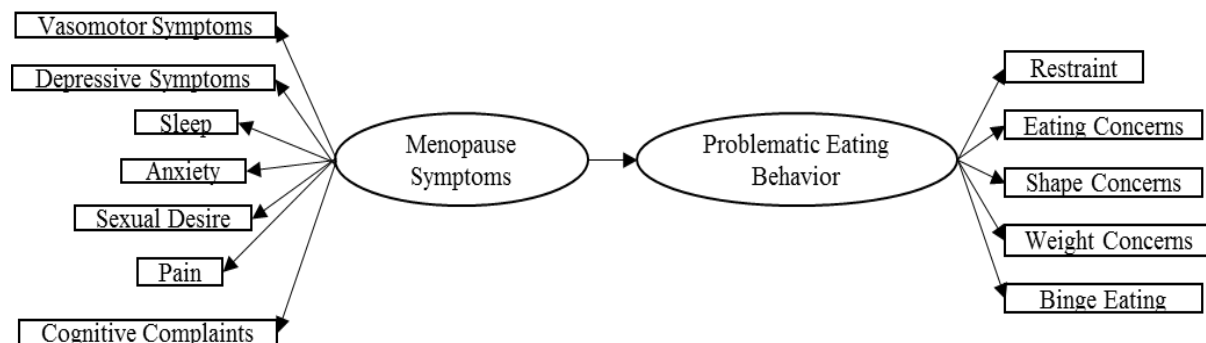 Vasomotor Symptoms
Depressive Symptoms
Sleep
Anxiety
Sexual Desire
Pain
Cognitive Complaints
Menopause
Symptoms
Problematic Eating
Behavior
Restraint
Eating Concerns
Shape Concerns
Weight Concerns
Binge Eating